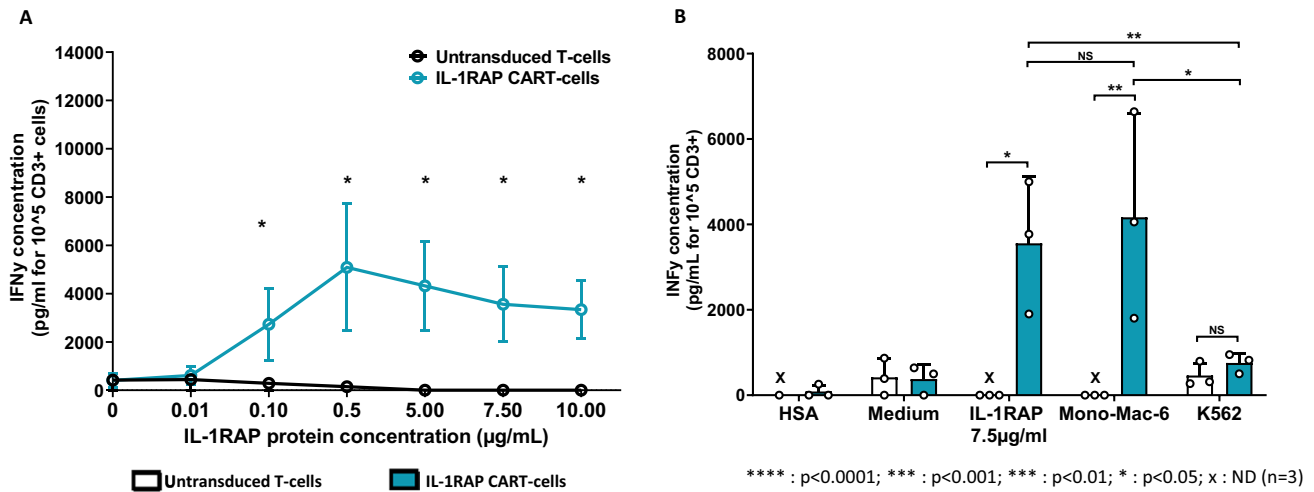 A
14000
12000
10000
8000
6000
4000
2000
0
IFNγ concentration
(pg/ml for 10^5 CD3+ cells)
Untransduced T-cells
IL-1RAP CART-cells
* * * * *
0 0.01 0.10 0.5 5.00 7.50 10.00
IL-1RAP protein concentration (μg/mL)
B
8000
6000
4000
2000
0
INFγ concentration
(pg/mL for 10^5 CD3+)
**
NS
*
**
*
NS
X X X
HSA Medium IL-1RAP Mono-Mac-6 K562
7.5μg/ml
Untransduced T-cells IL-1RAP CART-cells
**** : p<0.0001; *** : p<0.001; *** : p<0.01; * : p<0.05; x : ND (n=3)